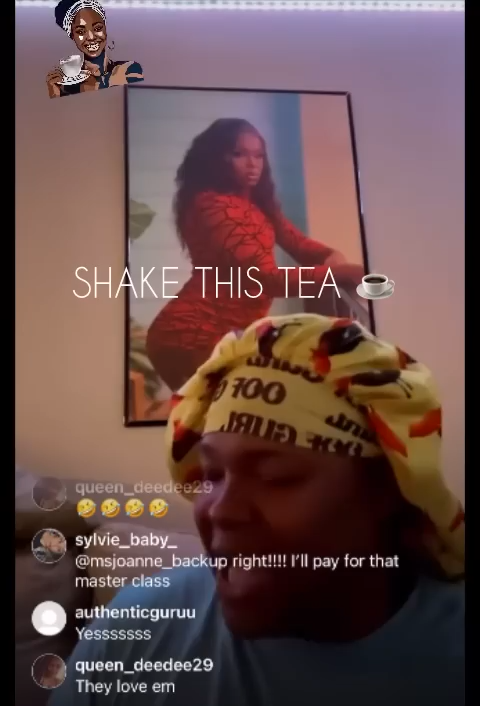 SHAKE THIS TEA ☕
queen_deedee29
🤣🤣🤣🤣
sylvie_baby_
@msjoanne_backup right!!!! I’ll pay for that
master class
authenticguruu
Yesssssss
queen_deedee29
They love em